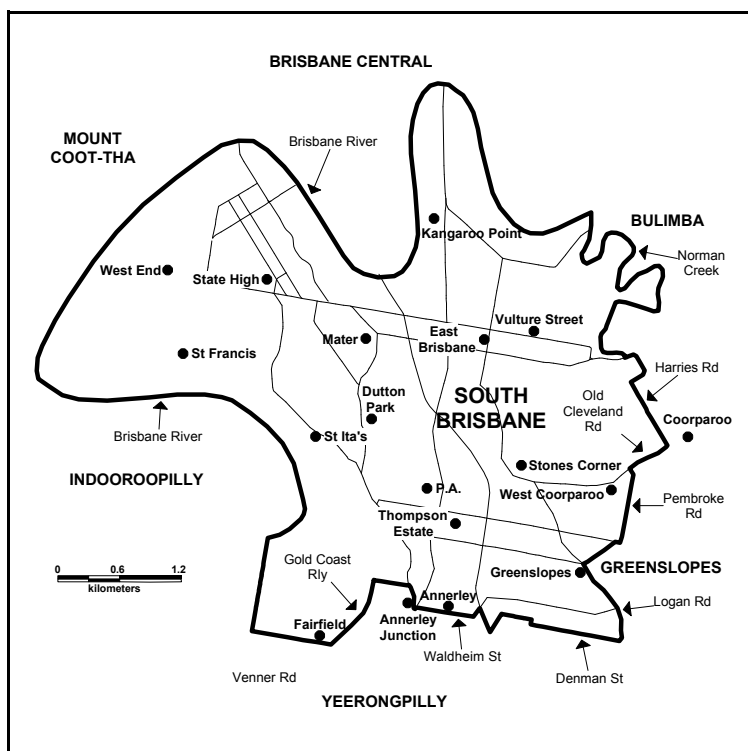 BRISBANE CENTRAL
MOUNT
COOT-THA
Brisbane River
BULIMBA
Kangaroo Point
Norman
Creek
West End
State High
Vulture Street
Mater
East
Brisbane
St Francis
Harries Rd
Dutton
Park
SOUTH
BRISBANE
Old
Cleveland
Rd
Coorparoo
Brisbane River
St Ita's
INDOOROOPILLY
Stones Corner
P.A.
West Coorparoo
Pembroke
Rd
Thompson
Estate
Gold Coast
Rly
0 0.6 1.2
kilometers
Greenslopes
GREENSLOPES
Annerley
Logan Rd
Annerley
Junction
Fairfield
Waldheim St
Venner Rd
Denman St
YEERONGPILLY